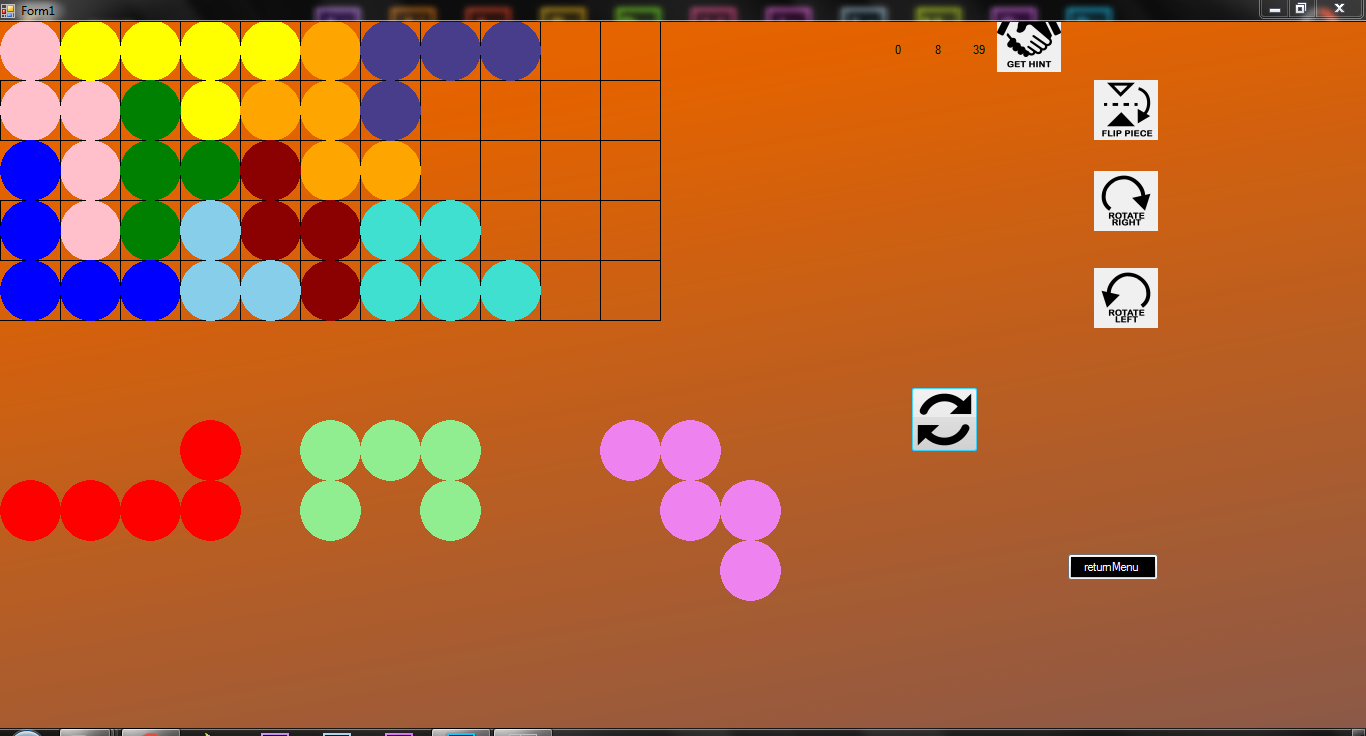 Form1
0 8 39
GET HINT
FLIP PIECE
ROTATE
RIGHT
ROTATE
LEFT
returnMenu